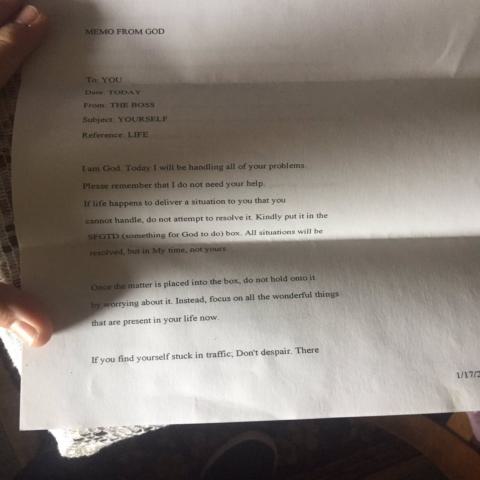 MEMO FROM GOD
To: YOU
Date: TODAY
From: THE BOSS
Subject: YOURSELF
Reference: LIFE
I am God. Today I will be handling all of your problems.
Please remember that I do not need your help.
If life happens to deliver a situation to you that you
cannot handle, do not attempt to resolve it. Kindly put it in the
SFGTD (something for God to do) box. All situations will be
resolved, but in My time, not yours.
Once the matter is placed into the box, do not hold onto it
by worrying about it. Instead, focus on all the wonderful things
that are present in your life now.
If you find yourself stuck in traffic; Don't despair. There
1/17/2